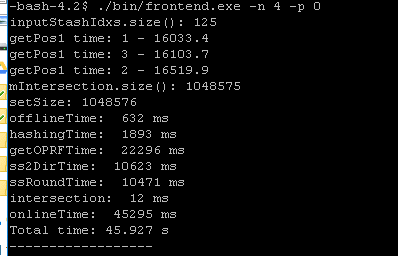 -bash-4.2$ ./bin/frontend.exe -n 4 -p 0
inputStashIdxs.size(): 125
getPos1 time: 1 - 16033.4
getPos1 time: 3 - 16103.7
getPos1 time: 2 - 16519.9
mIntersection.size(): 1048575
setSize: 1048576
offlineTime:  632 ms
hashingTime:  1893 ms
getOPRFTime:  22296 ms
ss2DirTime:  10623 ms
ssRoundTime:  10471 ms
intersection:  12 ms
onlineTime:  45295 ms
Total time: 45.927 s
------------------